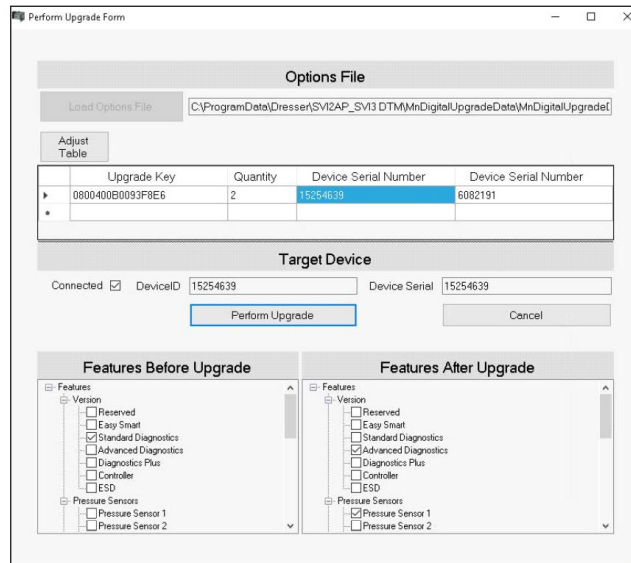 Perform Upgrade Form
Options File
Load Options File C:\ProgramData\Dresser\SVI2AP_SVI3 DTM\MnDigitalUpgradeData\MnDigitalUpgradeD
Adjust
Table
Upgrade Key Quantity Device Serial Number Device Serial Number
0800400B0093F8E6 2 15254639 6082191
Target Device
Connected DeviceID 15254639 Device Serial 15254639
Perform Upgrade Cancel
Features Before Upgrade Features After Upgrade
Features Features
Version Version
Reserved Reserved
Easy Smart Easy Smart
Standard Diagnostics Standard Diagnostics
Advanced Diagnostics Advanced Diagnostics
Diagnostics Plus Diagnostics Plus
Controller Controller
ESD ESD
Pressure Sensors Pressure Sensors
Pressure Sensor 1 Pressure Sensor 1
Pressure Sensor 2 Pressure Sensor 2